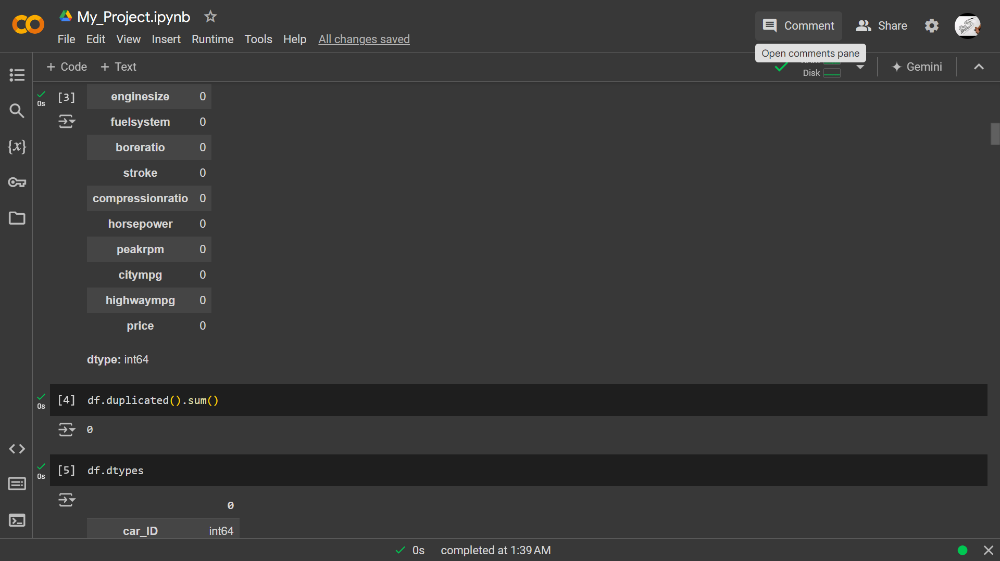 My_Project.ipynb
File Edit View Insert Runtime Tools Help All changes saved
Comment Share
Open comments pane
+ Code + Text
Disk
Gemini
0s [3] enginesize 0
fuelsystem 0
boreratio 0
stroke 0
compressionratio 0
horsepower 0
peakrpm 0
citympg 0
highwaympg 0
price 0
dtype: int64
0s [4] df.duplicated().sum()
0
0s [5] df.dtypes
0
car_ID int64
0s completed at 1:39 AM